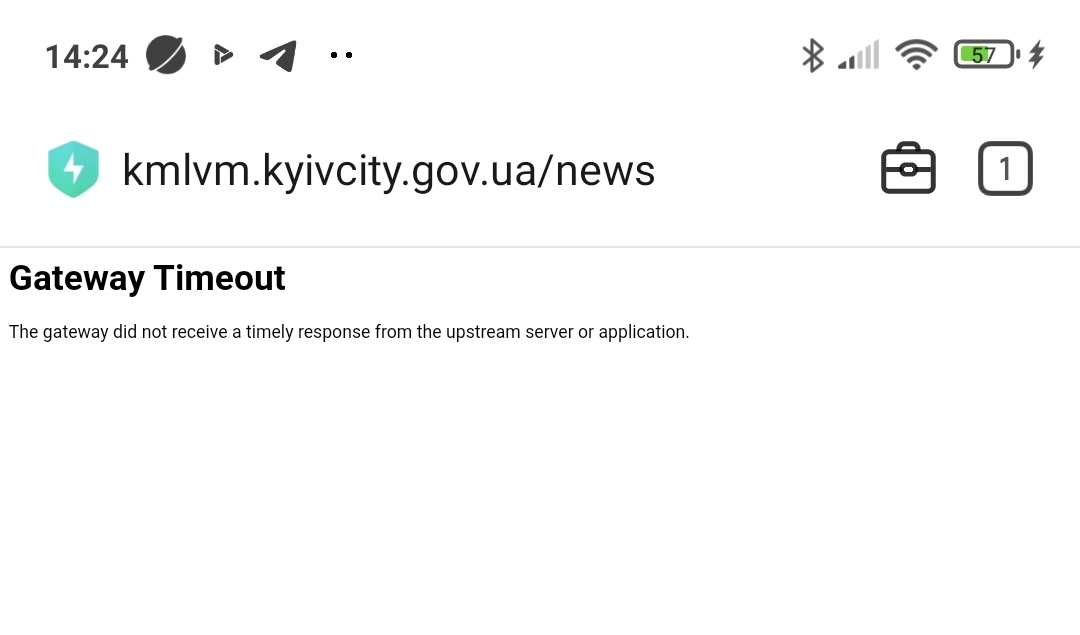 14:24
57
kmlvm.kyivcity.gov.ua/news
1
Gateway Timeout
The gateway did not receive a timely response from the upstream server or application.